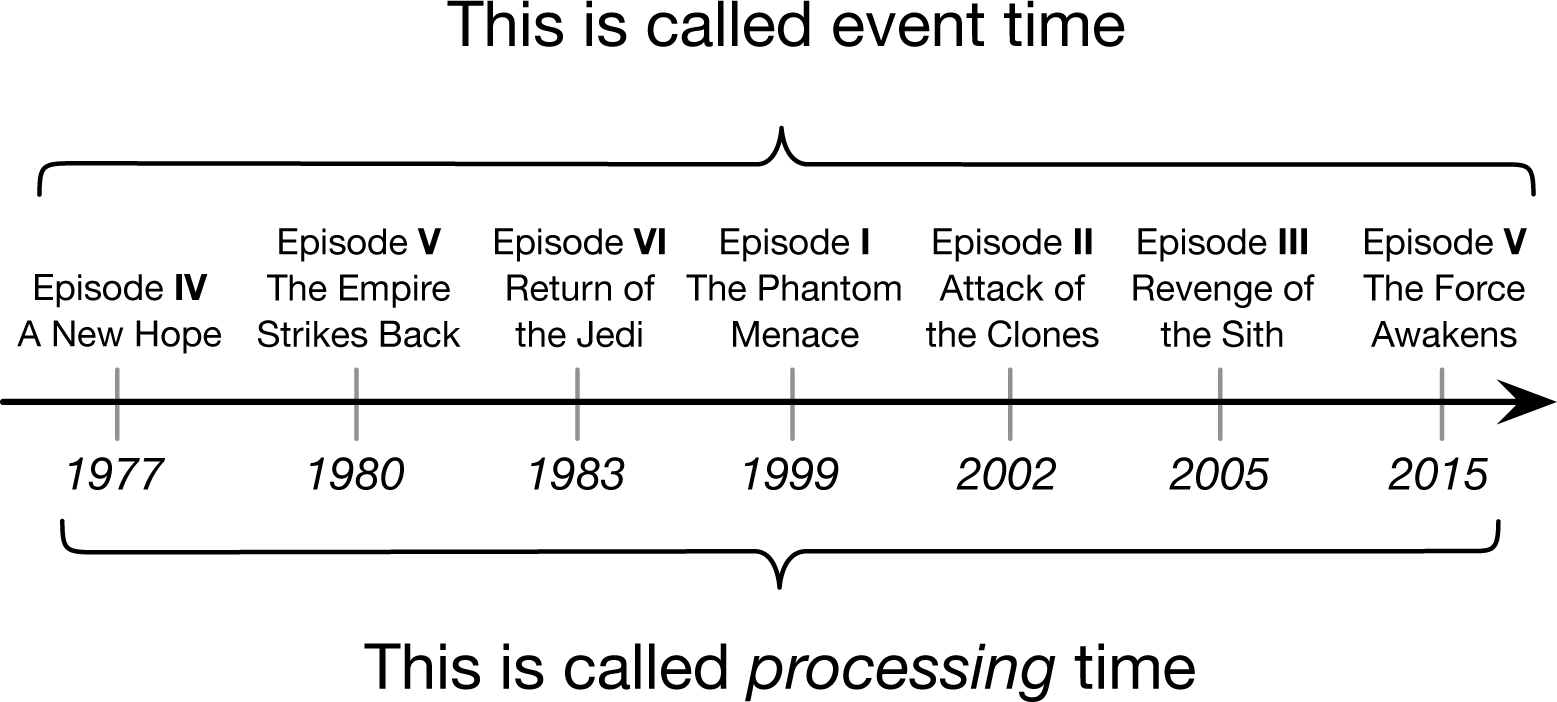 This is called event time
Episode IV
A New Hope
Episode V
The Empire
Strikes Back
Episode VI
Return of
the Jedi
Episode I
The Phantom
Menace
Episode II
Attack of
the Clones
Episode III
Revenge of
the Sith
Episode V
The Force
Awakens
1977
1980
1983
1999
2002
2005
2015
This is called processing time